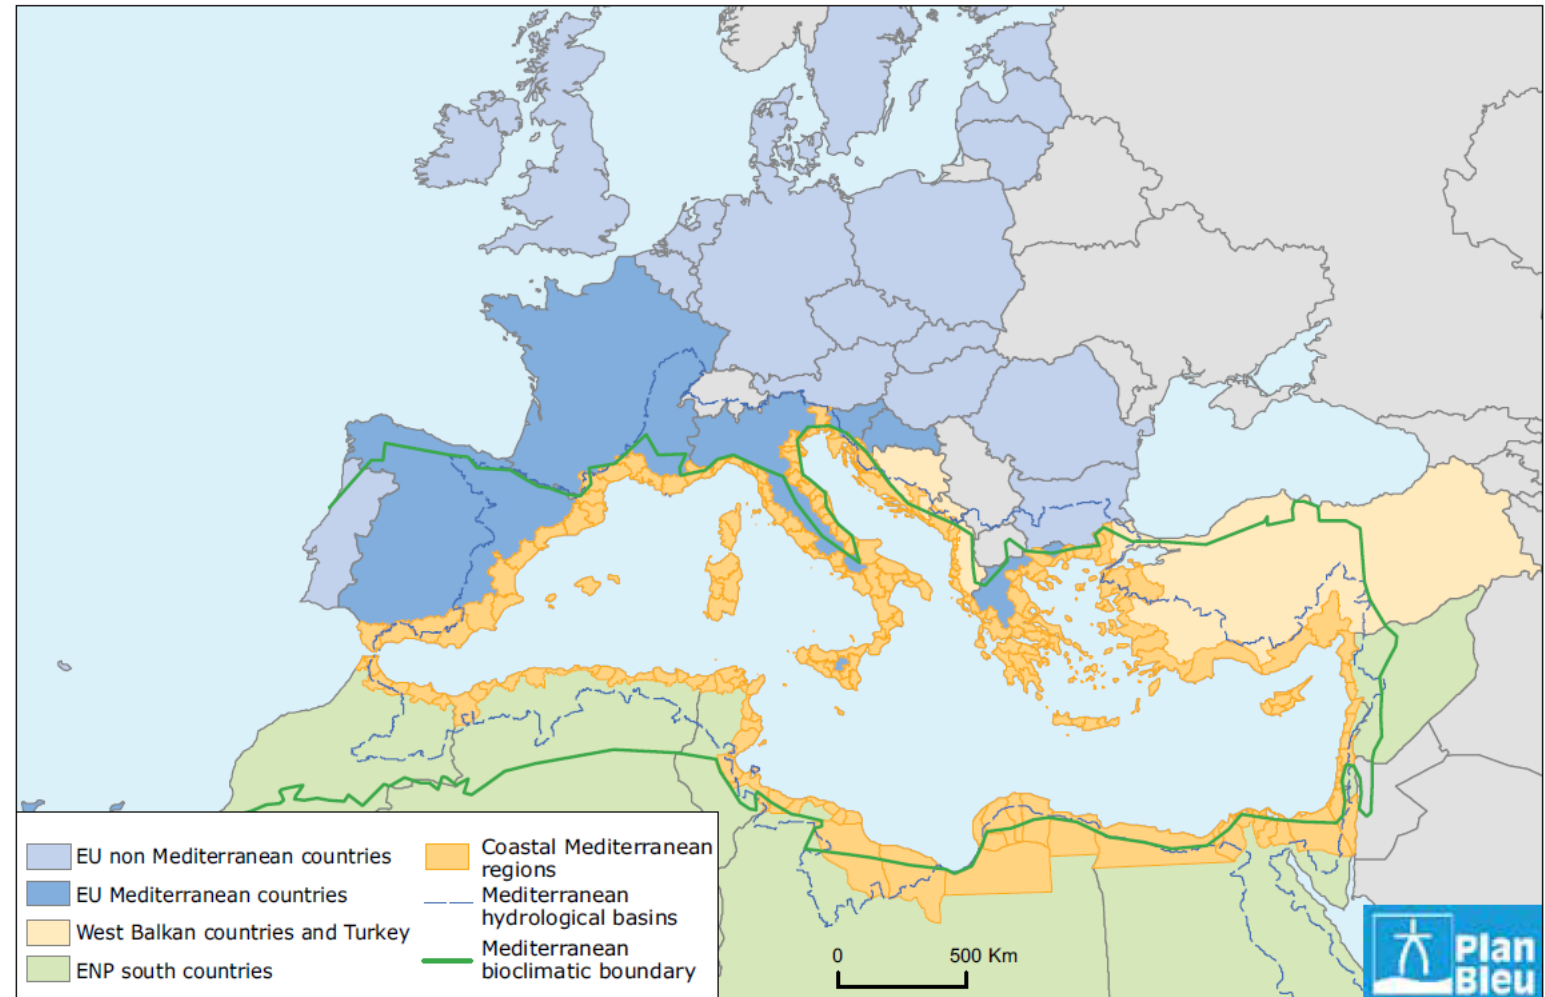 EU non Mediterranean countries
EU Mediterranean countries
West Balkan countries and Turkey
ENP south countries
Coastal Mediterranean
regions
Mediterranean
hydrological basins
Mediterranean
bioclimatic boundary
0 500 Km
Plan
Bleu